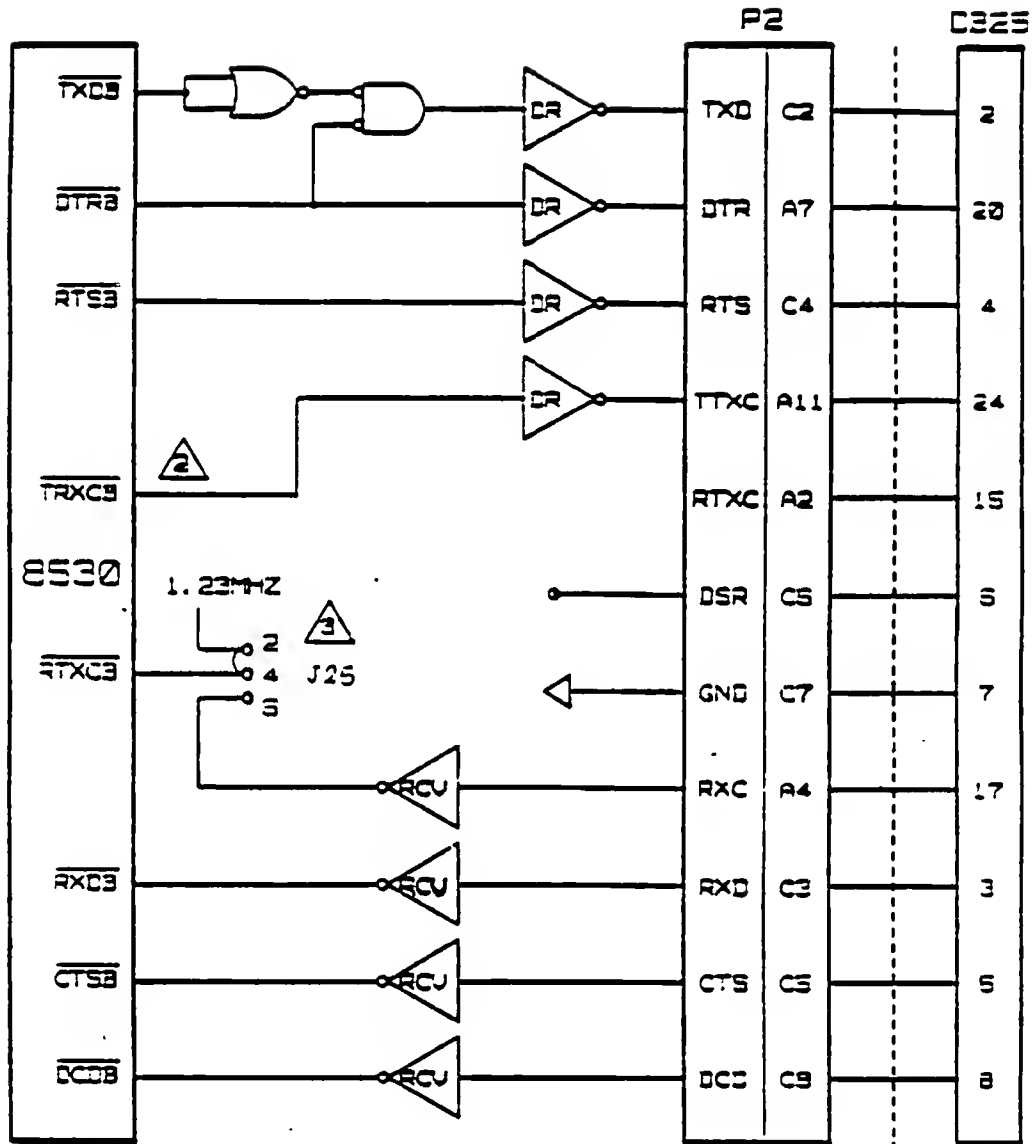 P2 DB25
TXDB DR TXD C2 2
DTRB DR DTR A7 20
RTSB DR RTS C4 4
DR TTXC A11 24
2
TRXCB RTXC A2 15
8530
1.23MHZ DSR 6
3
2
RTXCB 4 J25
GND C7 7
RCV RXC A4 17
RXDB RCV RXD C3 3
CTSB RCV CTS C5 5
DCDB RCV DCD 8